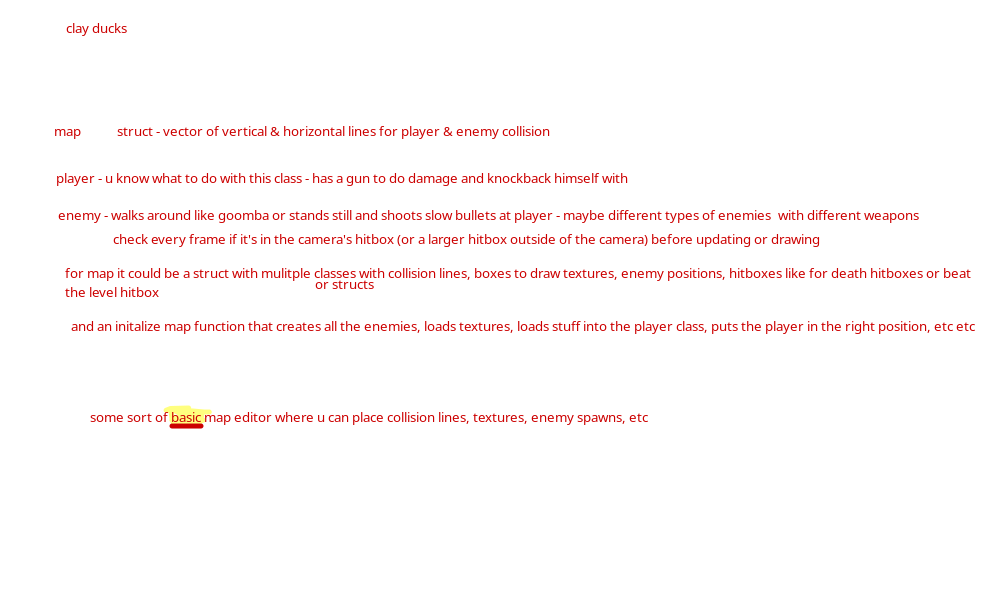 clay ducks
map struct - vector of vertical & horizontal lines for player & enemy collision
player - u know what to do with this class - has a gun to do damage and knockback himself with
enemy - walks around like goomba or stands still and shoots slow bullets at player - maybe different types of enemies with different weapons
check every frame if it's in the camera's hitbox (or a larger hitbox outside of the camera) before updating or drawing
for map it could be a struct with mulitple classes with collision lines, boxes to draw textures, enemy positions, hitboxes like for death hitboxes or beat
or structs
the level hitbox
and an initalize map function that creates all the enemies, loads textures, loads stuff into the player class, puts the player in the right position, etc etc
some sort of basic map editor where u can place collision lines, textures, enemy spawns, etc